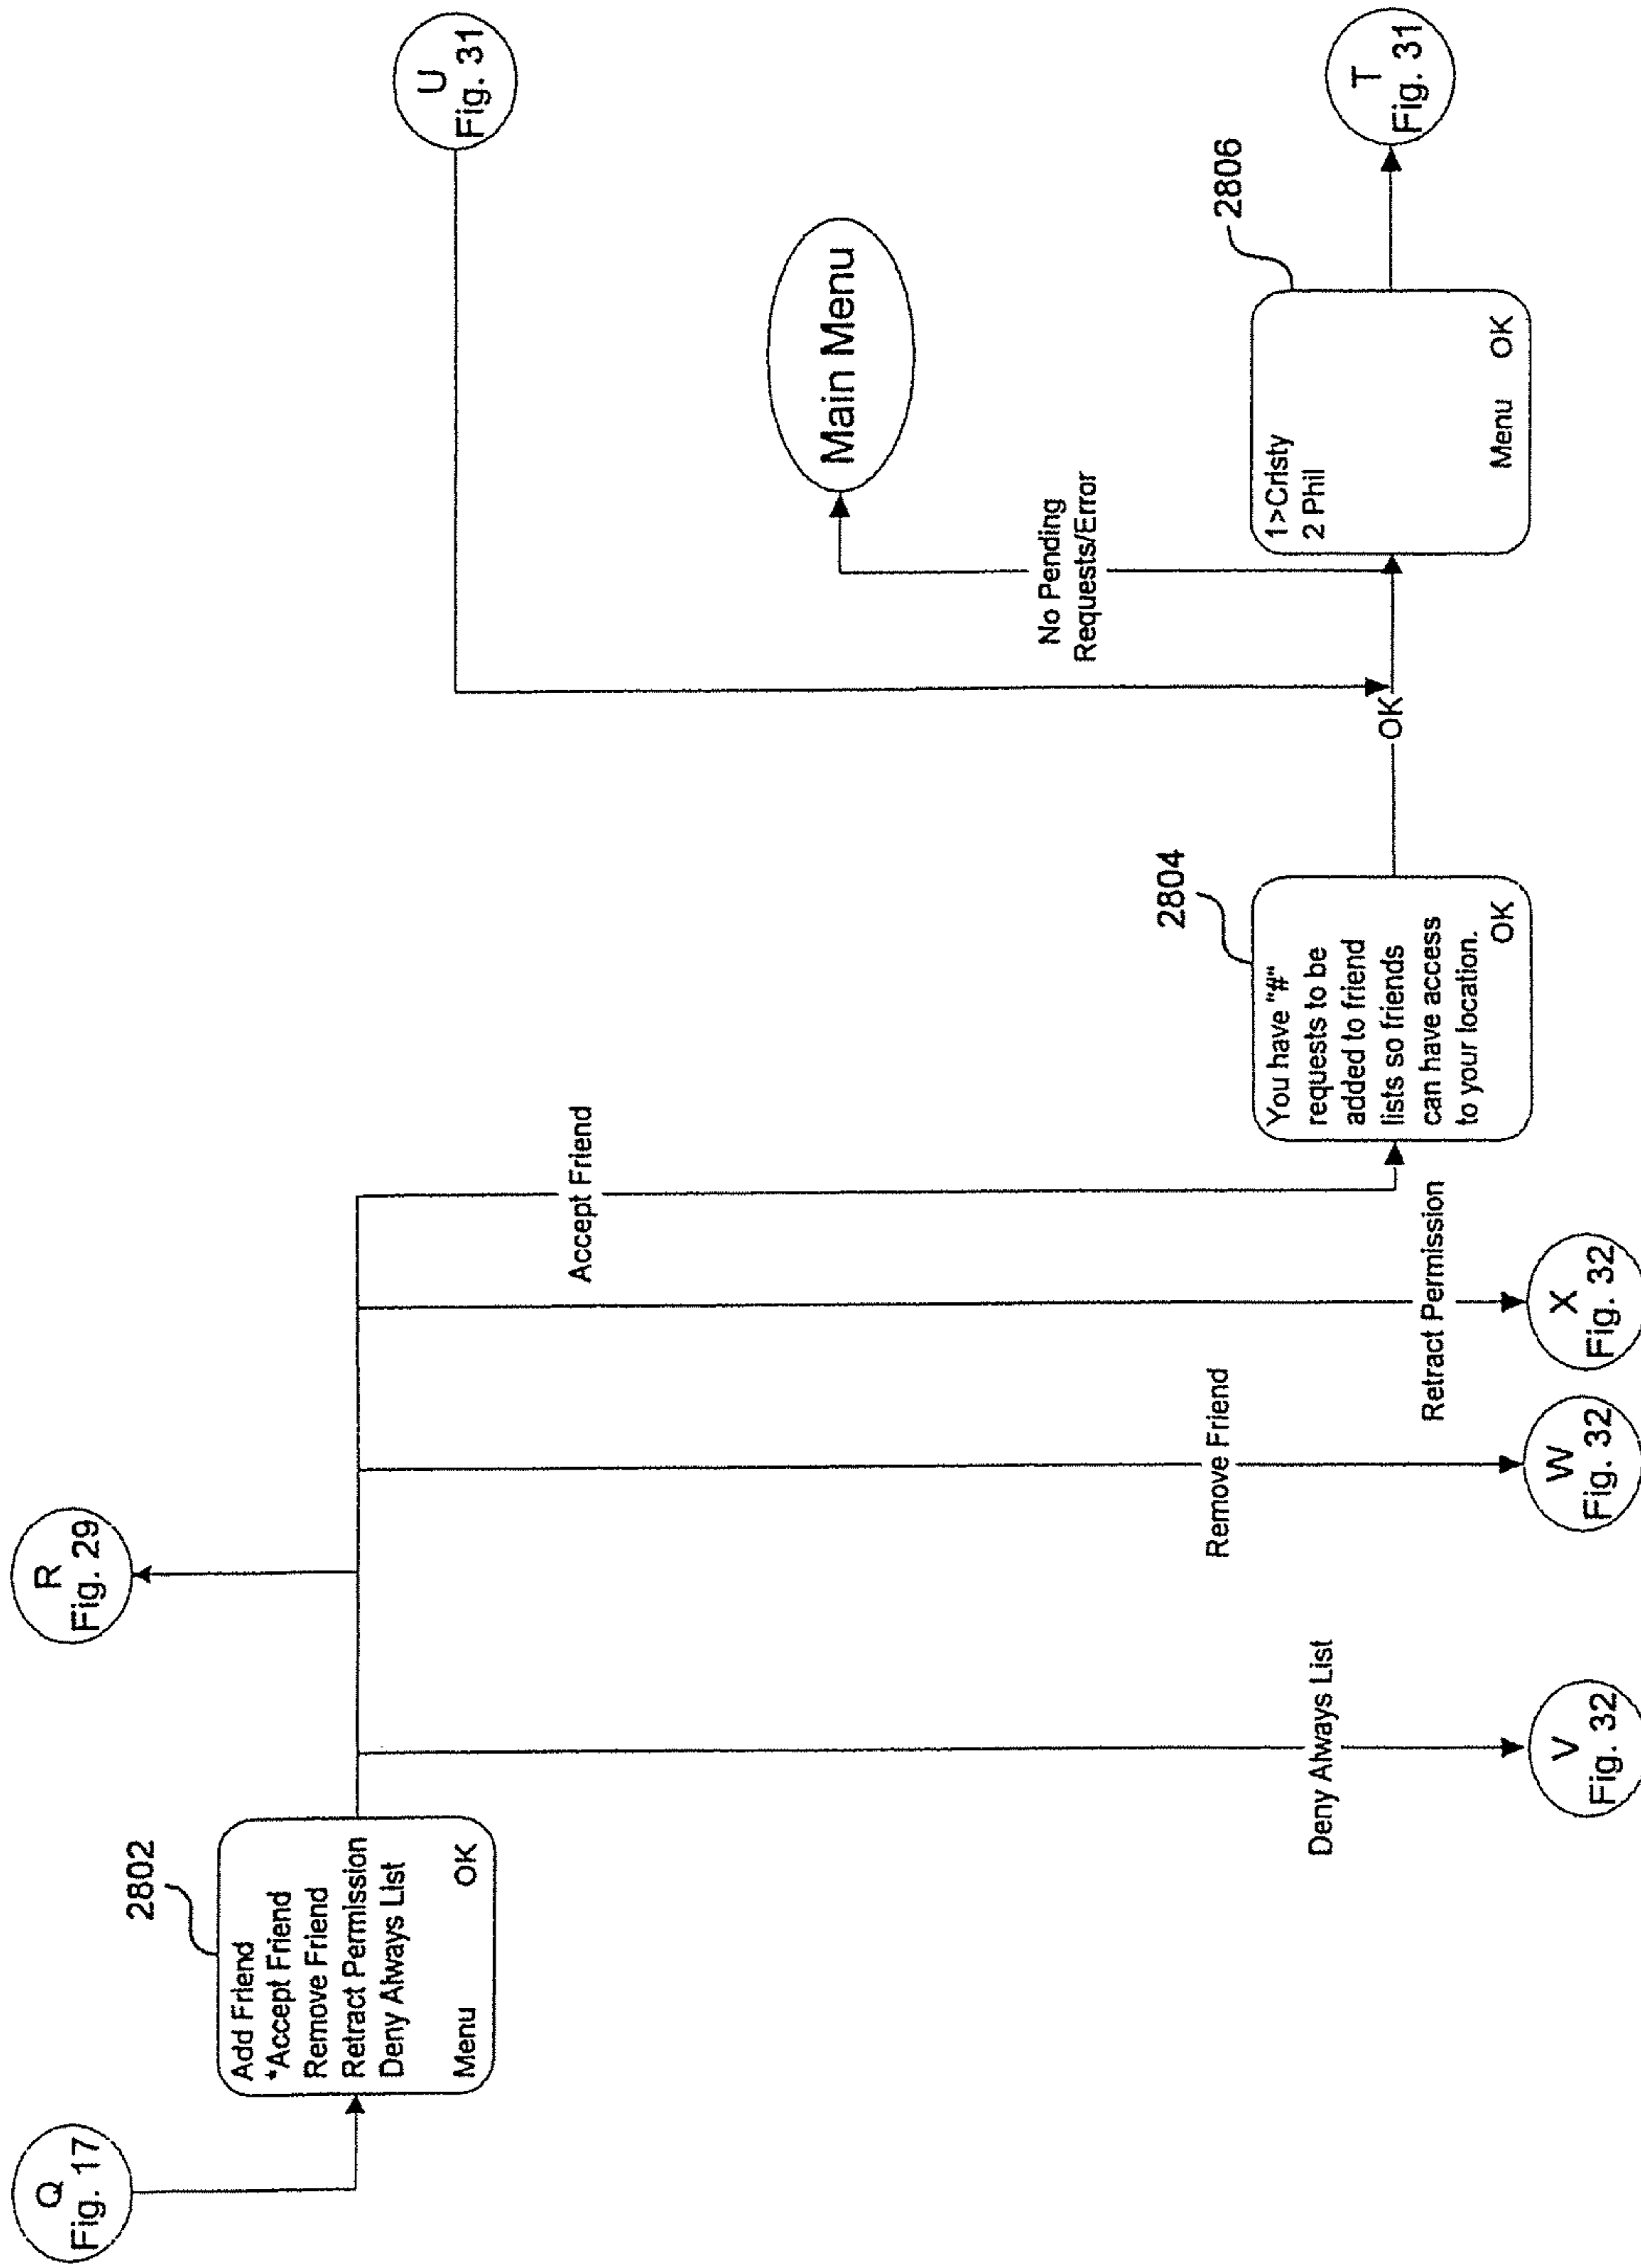 Q
Fig. 17
2802
Add Friend
*Accept Friend
Remove Friend
Retract Permission
Deny Always List
Menu OK
R
Fig. 29
Deny Always List
V
Fig. 32
Remove Friend
W
Fig. 32
Retract Permission
X
Fig. 32
Accept Friend
2804
You have "#"
requests to be
added to friend
lists so friends
can have access
to your location.
OK
OK
U
Fig. 31
No Pending
Requests/Error
Main Menu
2806
1>Cristy
2 Phil
Menu OK
T
Fig. 31